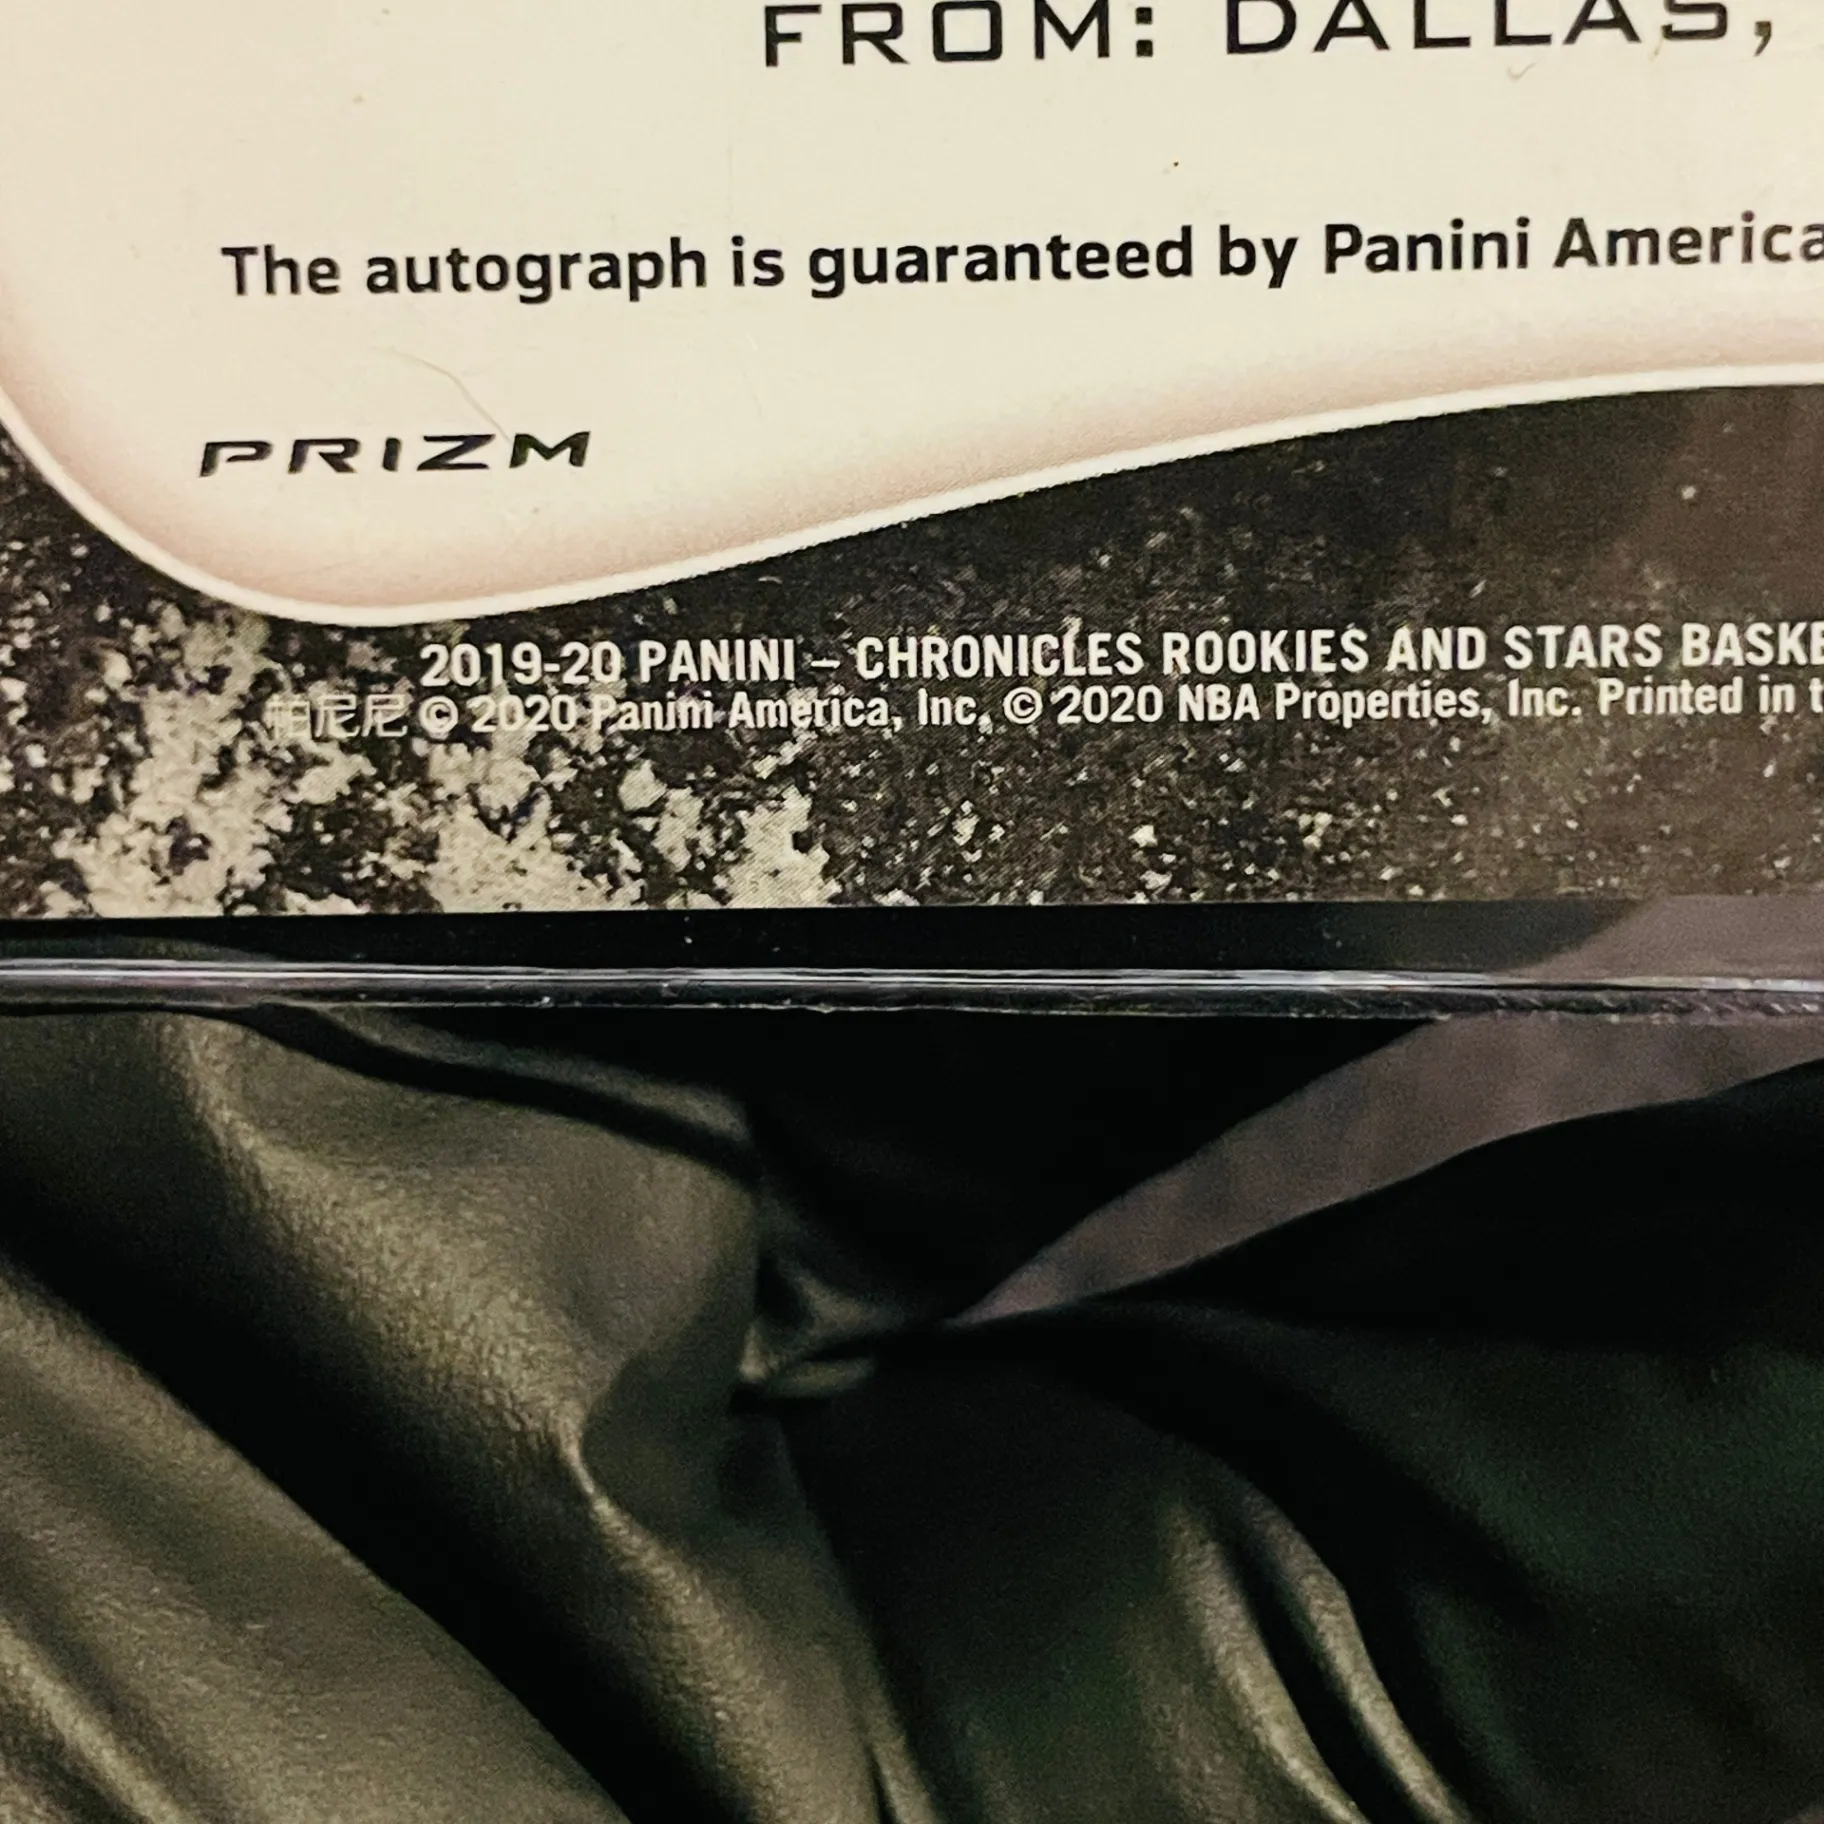 FROM: DALLAS,
The autograph is guaranteed by Panini America
PRIZM
2019-20 PANINI – CHRONICLES ROOKIES AND STARS BASKE
帕尼尼 © 2020 Panini America, Inc. © 2020 NBA Properties, Inc. Printed in t